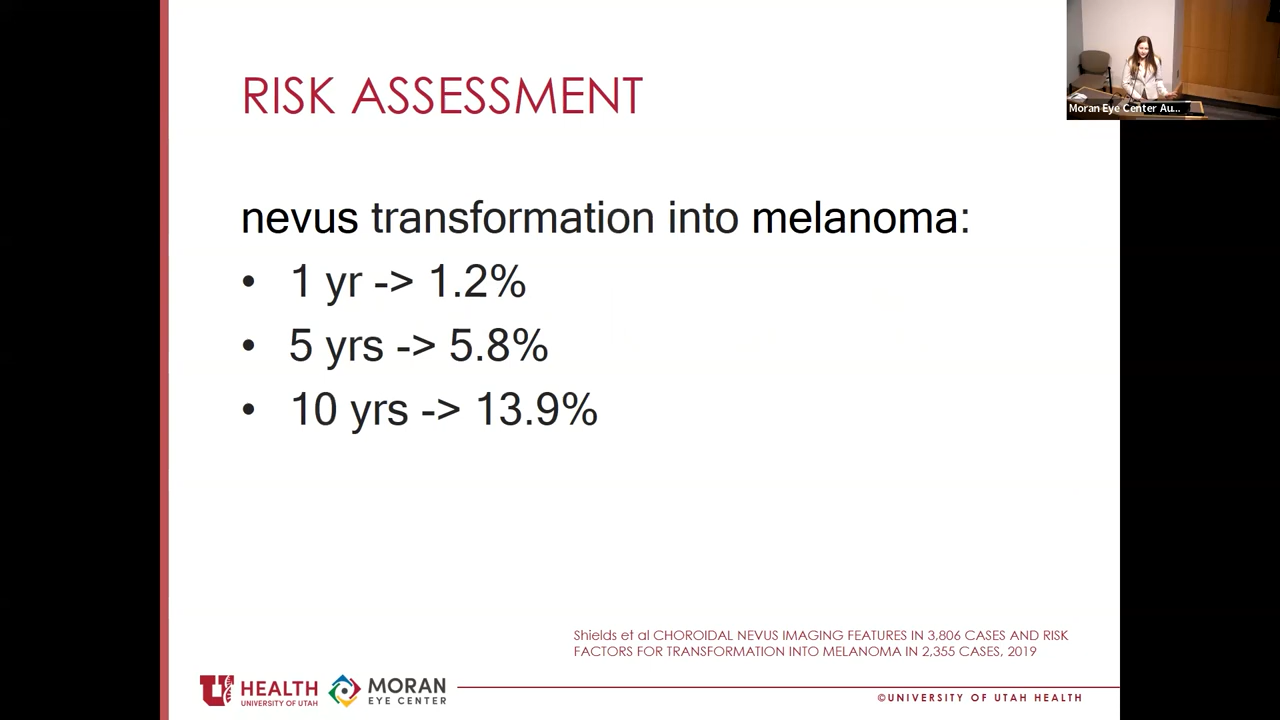 RISK ASSESSMENT
Moran Eye Center Au...
nevus transformation into melanoma:
• 1 yr -> 1.2%
• 5 yrs -> 5.8%
• 10 yrs -> 13.9%
Shields et al CHOROIDAL NEVUS IMAGING FEATURES IN 3,806 CASES AND RISK
FACTORS FOR TRANSFORMATION INTO MELANOMA IN 2,355 CASES, 2019
U HEALTH
UNIVERSITY OF UTAH
MORAN
EYE CENTER
©UNIVERSITY OF UTAH HEALTH